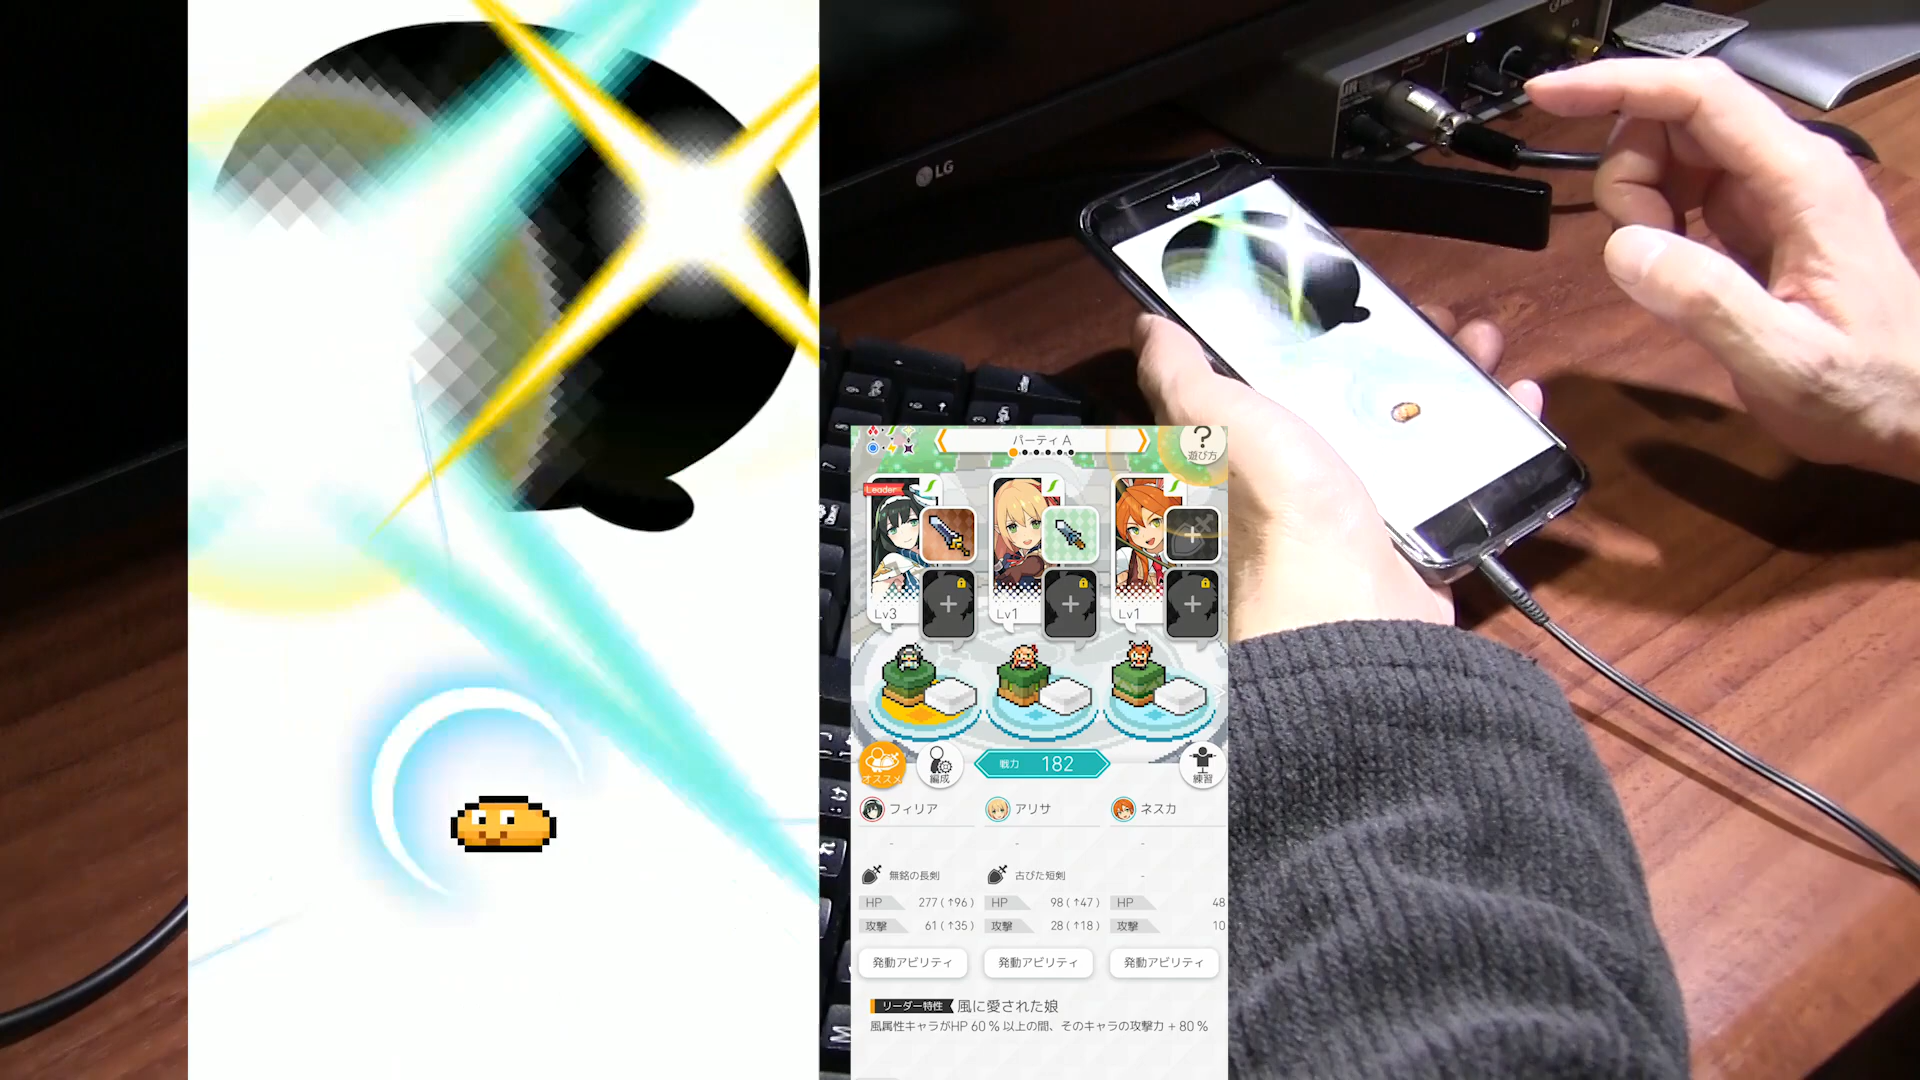 LG
パーティ A
?
遊び方
Leader
Lv3
Lv1
Lv1
オススメ
編成
戦力 182
練習
フィリア アリサ ネスカ
- - -
無銘の長剣 古びた短剣 -
HP 277 (↑96) HP 98 (↑47) HP 48
攻撃 61 (↑35) 攻撃 28 (↑18) 攻撃 10
発動アビリティ 発動アビリティ 発動アビリティ
リーダー特性 風に愛された娘
風属性キャラがHP 60 % 以上の間、そのキャラの攻撃力 + 80 %